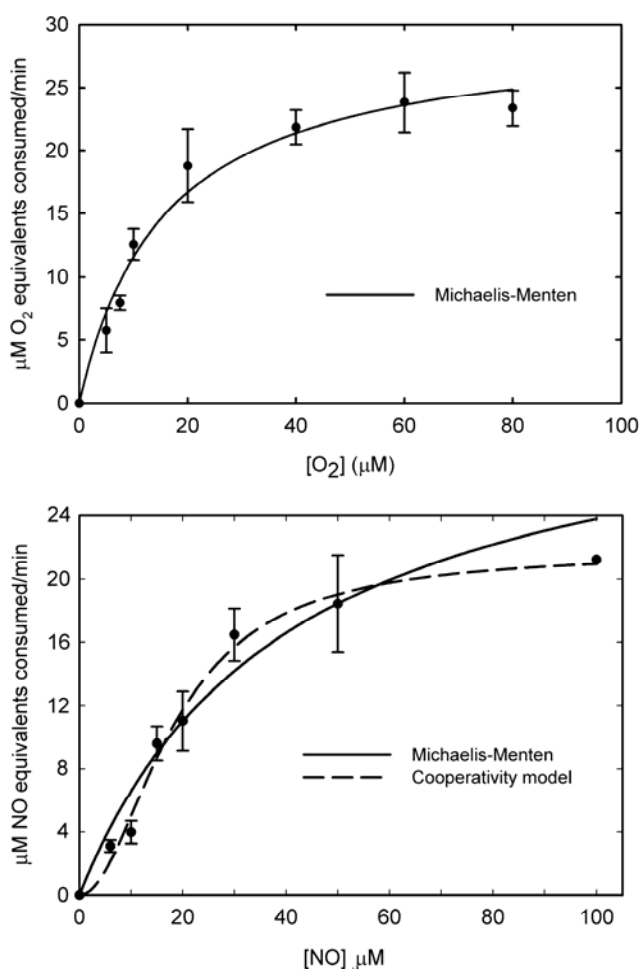 30
25
20
15
10
5
0
0 20 40 60 80 100
μM O₂ equivalents consumed/min
Michaelis-Menten
[O₂] (μM)
24
20
16
12
8
4
0
0 20 40 60 80 100
μM NO equivalents consumed/min
Michaelis-Menten
Cooperativity model
[NO] μM